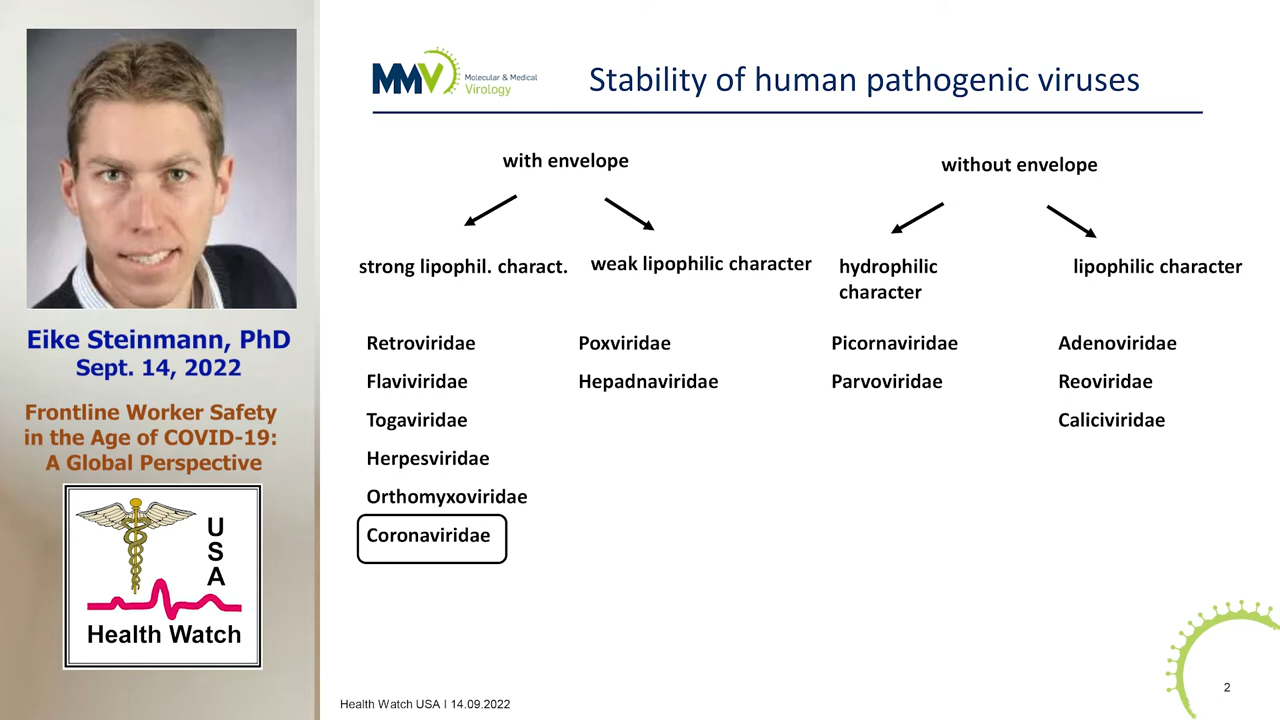 Eike Steinmann, PhD
Sept. 14, 2022
Frontline Worker Safety
in the Age of COVID-19:
A Global Perspective
U
S
A
Health Watch
MMV
Molecular & Medical
Virology
Stability of human pathogenic viruses
with envelope
without envelope
strong lipophil. charact.
weak lipophilic character
hydrophilic
character
lipophilic character
Retroviridae
Flaviviridae
Togaviridae
Herpesviridae
Orthomyxoviridae
Coronaviridae
Poxviridae
Hepadnaviridae
Picornaviridae
Parvoviridae
Adenoviridae
Reoviridae
Caliciviridae
Health Watch USA I 14.09.2022
2